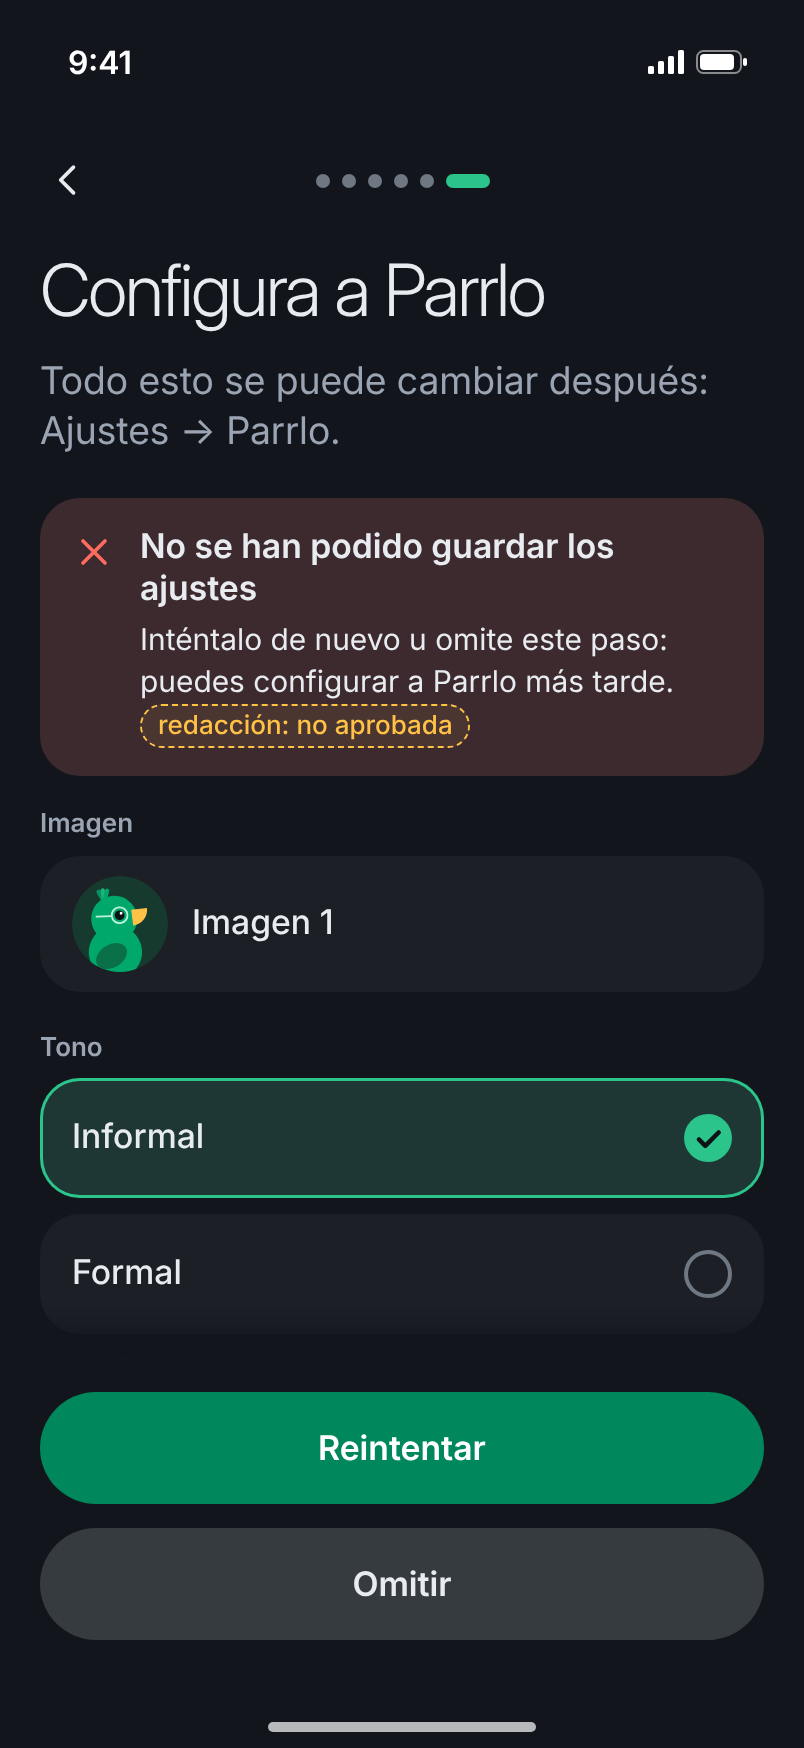 9:41
Configura a Parrlo
Todo esto se puede cambiar después:
Ajustes → Parrlo.
No se han podido guardar los
ajustes
Inténtalo de nuevo u omite este paso:
puedes configurar a Parrlo más tarde.
redacción: no aprobada
Imagen
Imagen 1
Tono
Informal
Formal
Reintentar
Omitir